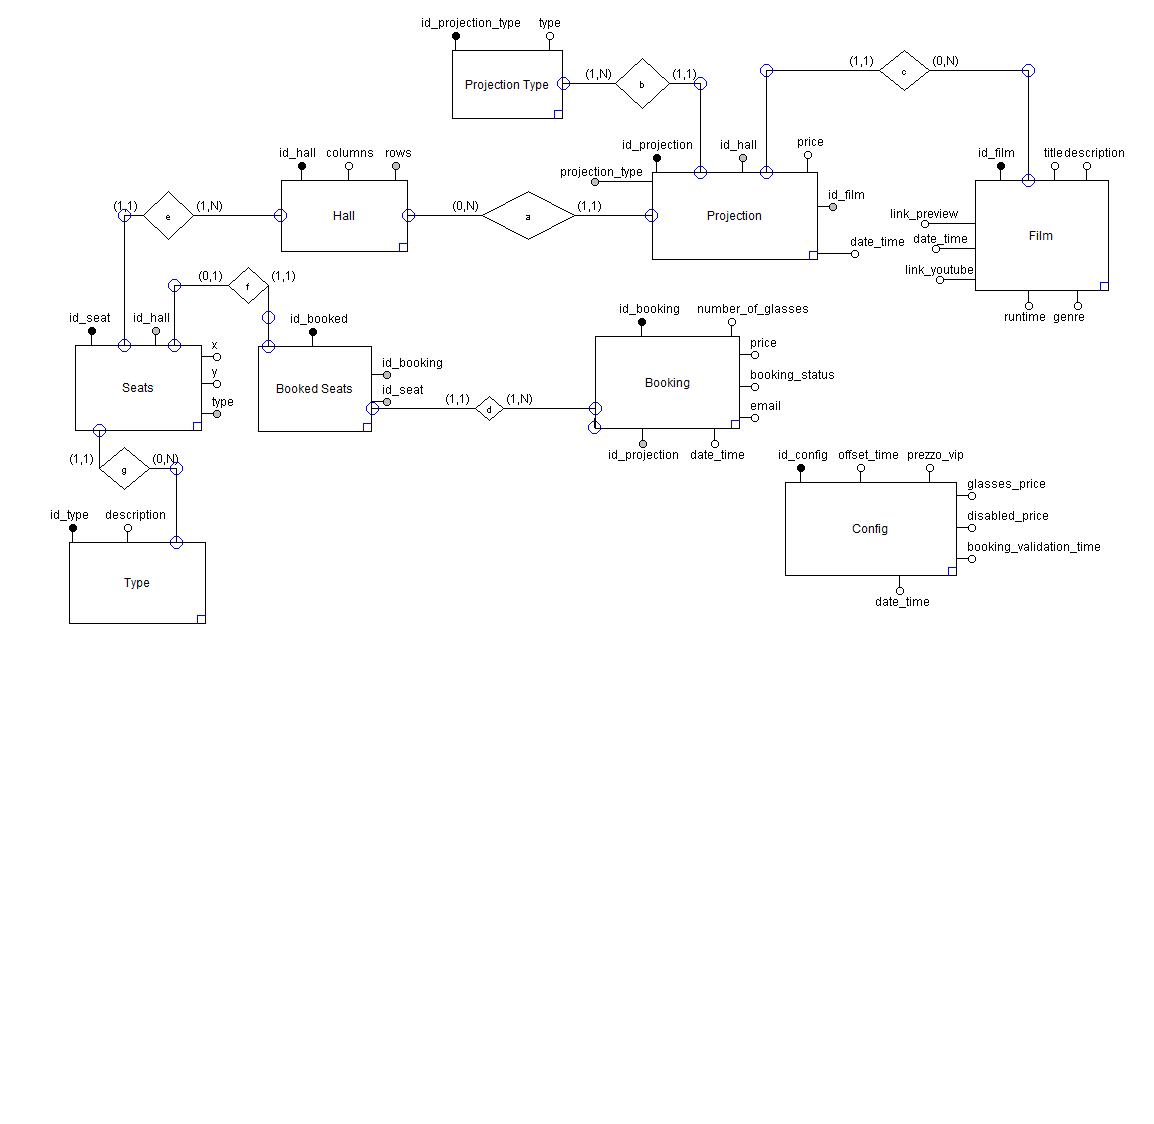 id_projection_type type
Projection Type
(1,N) b (1,1)
(1,1) c (0,N)
id_hall columns rows
Hall
id_projection id_hall price
projection_type
id_film
date_time
Projection
id_film title description
link_preview
date_time
link_youtube
Film
runtime genre
(1,1) e (1,N)
(0,N) a (1,1)
(0,1) f (1,1)
id_seat id_hall
x
y
type
Seats
id_booked
Booked Seats
id_booking
id_seat
(1,1) d (1,N)
id_booking number_of_glasses
price
booking_status
email
Booking
id_projection date_time
(1,1) g (0,N)
id_type description
Type
id_config offset_time prezzo_vip
glasses_price
disabled_price
booking_validation_time
Config
date_time